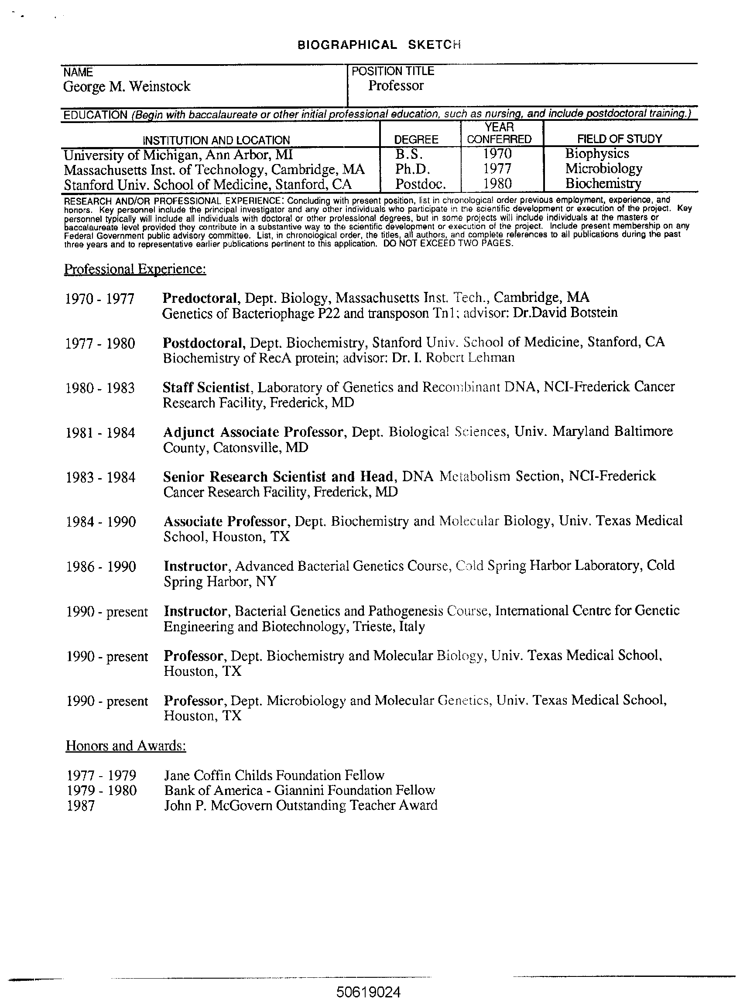 BIOGRAPHICAL SKETCH
NAME
George M. Weinstock
POSITION TITLE
Professor
EDUCATION (Begin with baccalaureate or other initial professional education, such as nursing, and include postdoctoral training.)
INSTITUTION AND LOCATION DEGREE YEAR CONFERRED FIELD OF STUDY
University of Michigan, Ann Arbor, MI B.S. 1970 Biophysics
Massachusetts Inst. of Technology, Cambridge, MA Ph.D. 1977 Microbiology
Stanford Univ. School of Medicine, Stanford, CA Postdoc. 1980 Biochemistry
RESEARCH AND/OR PROFESSIONAL EXPERIENCE: Concluding with present position, list in chronological order previous employment, experience, and
honors. Key personnel include the principal investigator and any other individuals who participate in the scientific development or execution of the project. Key
personnel typically will include all individuals with doctoral or other professional degrees, but in some projects will include individuals at the masters or
baccalaureate level provided they contribute in a substantive way to the scientific development or execution of the project. Include present membership on any
Federal Government public advisory committee. List, in chronological order, the titles, all authors, and complete references to all publications during the past
three years and to representative earlier publications pertinent to this application. DO NOT EXCEED TWO PAGES.
Professional Experience:
1970 - 1977 Predoctoral, Dept. Biology, Massachusetts Inst. Tech., Cambridge, MA
Genetics of Bacteriophage P22 and transposon Tn1; advisor: Dr.David Botstein
1977 - 1980 Postdoctoral, Dept. Biochemistry, Stanford Univ. School of Medicine, Stanford, CA
Biochemistry of RecA protein; advisor: Dr. I. Robert Lehman
1980 - 1983 Staff Scientist, Laboratory of Genetics and Recombinant DNA, NCI-Frederick Cancer
Research Facility, Frederick, MD
1981 - 1984 Adjunct Associate Professor, Dept. Biological Sciences, Univ. Maryland Baltimore
County, Catonsville, MD
1983 - 1984 Senior Research Scientist and Head, DNA Metabolism Section, NCI-Frederick
Cancer Research Facility, Frederick, MD
1984 - 1990 Associate Professor, Dept. Biochemistry and Molecular Biology, Univ. Texas Medical
School, Houston, TX
1986 - 1990 Instructor, Advanced Bacterial Genetics Course, Cold Spring Harbor Laboratory, Cold
Spring Harbor, NY
1990 - present Instructor, Bacterial Genetics and Pathogenesis Course, International Centre for Genetic
Engineering and Biotechnology, Trieste, Italy
1990 - present Professor, Dept. Biochemistry and Molecular Biology, Univ. Texas Medical School,
Houston, TX
1990 - present Professor, Dept. Microbiology and Molecular Genetics, Univ. Texas Medical School,
Houston, TX
Honors and Awards:
1977 - 1979 Jane Coffin Childs Foundation Fellow
1979 - 1980 Bank of America - Giannini Foundation Fellow
1987 John P. McGovern Outstanding Teacher Award
50619024